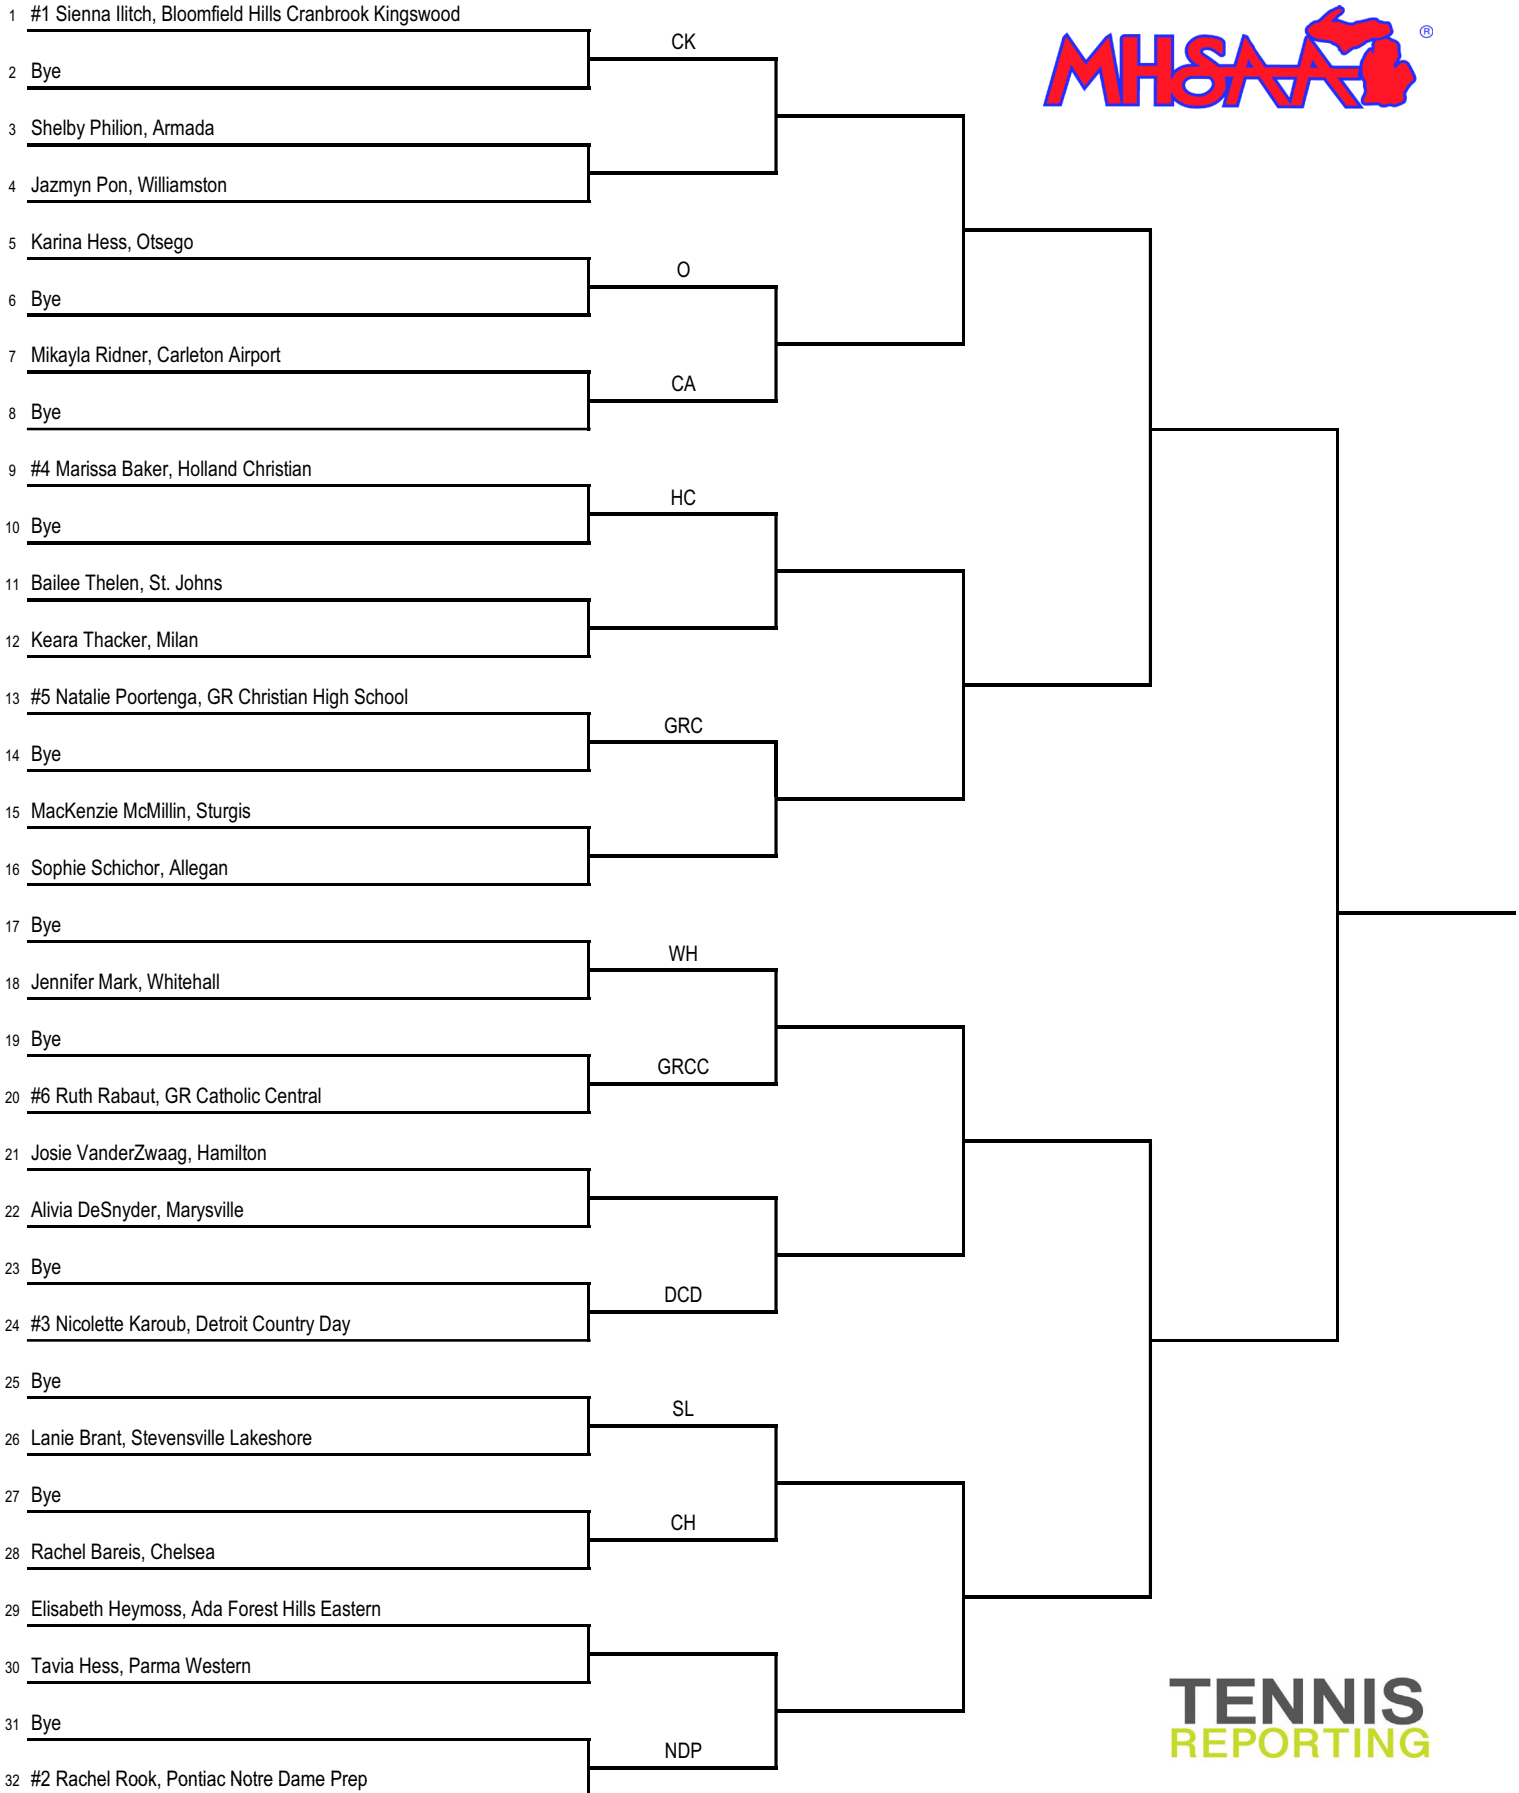 1 #1 Sienna Ilitch, Bloomfield Hills Cranbrook Kingswood
CK
MHSAA ®
2 Bye
3 Shelby Philion, Armada
4 Jazmyn Pon, Williamston
5 Karina Hess, Otsego
O
6 Bye
7 Mikayla Ridner, Carleton Airport
CA
8 Bye
9 #4 Marissa Baker, Holland Christian
HC
10 Bye
11 Bailee Thelen, St. Johns
12 Keara Thacker, Milan
13 #5 Natalie Poortenga, GR Christian High School
GRC
14 Bye
15 MacKenzie McMillin, Sturgis
16 Sophie Schichor, Allegan
17 Bye
WH
18 Jennifer Mark, Whitehall
19 Bye
GRCC
20 #6 Ruth Rabaut, GR Catholic Central
21 Josie VanderZwaag, Hamilton
22 Alivia DeSnyder, Marysville
23 Bye
DCD
24 #3 Nicolette Karoub, Detroit Country Day
25 Bye
SL
26 Lanie Brant, Stevensville Lakeshore
27 Bye
CH
28 Rachel Bareis, Chelsea
29 Elisabeth Heymoss, Ada Forest Hills Eastern
30 Tavia Hess, Parma Western
31 Bye
NDP
32 #2 Rachel Rook, Pontiac Notre Dame Prep
TENNIS
REPORTING